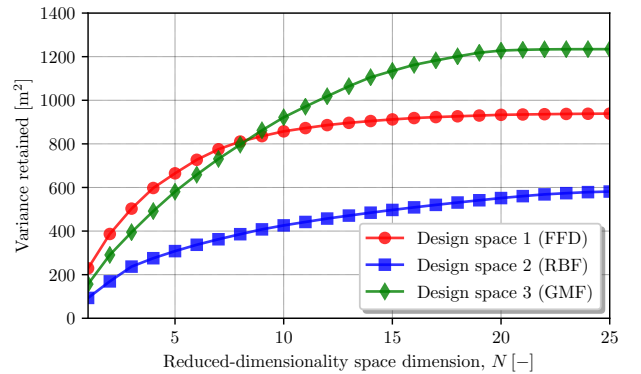 1400
1200
1000
800
600
400
200
0
Variance retained [m²]
Design space 1 (FFD)
Design space 2 (RBF)
Design space 3 (GMF)
5
10
15
20
25
Reduced-dimensionality space dimension, N [−]